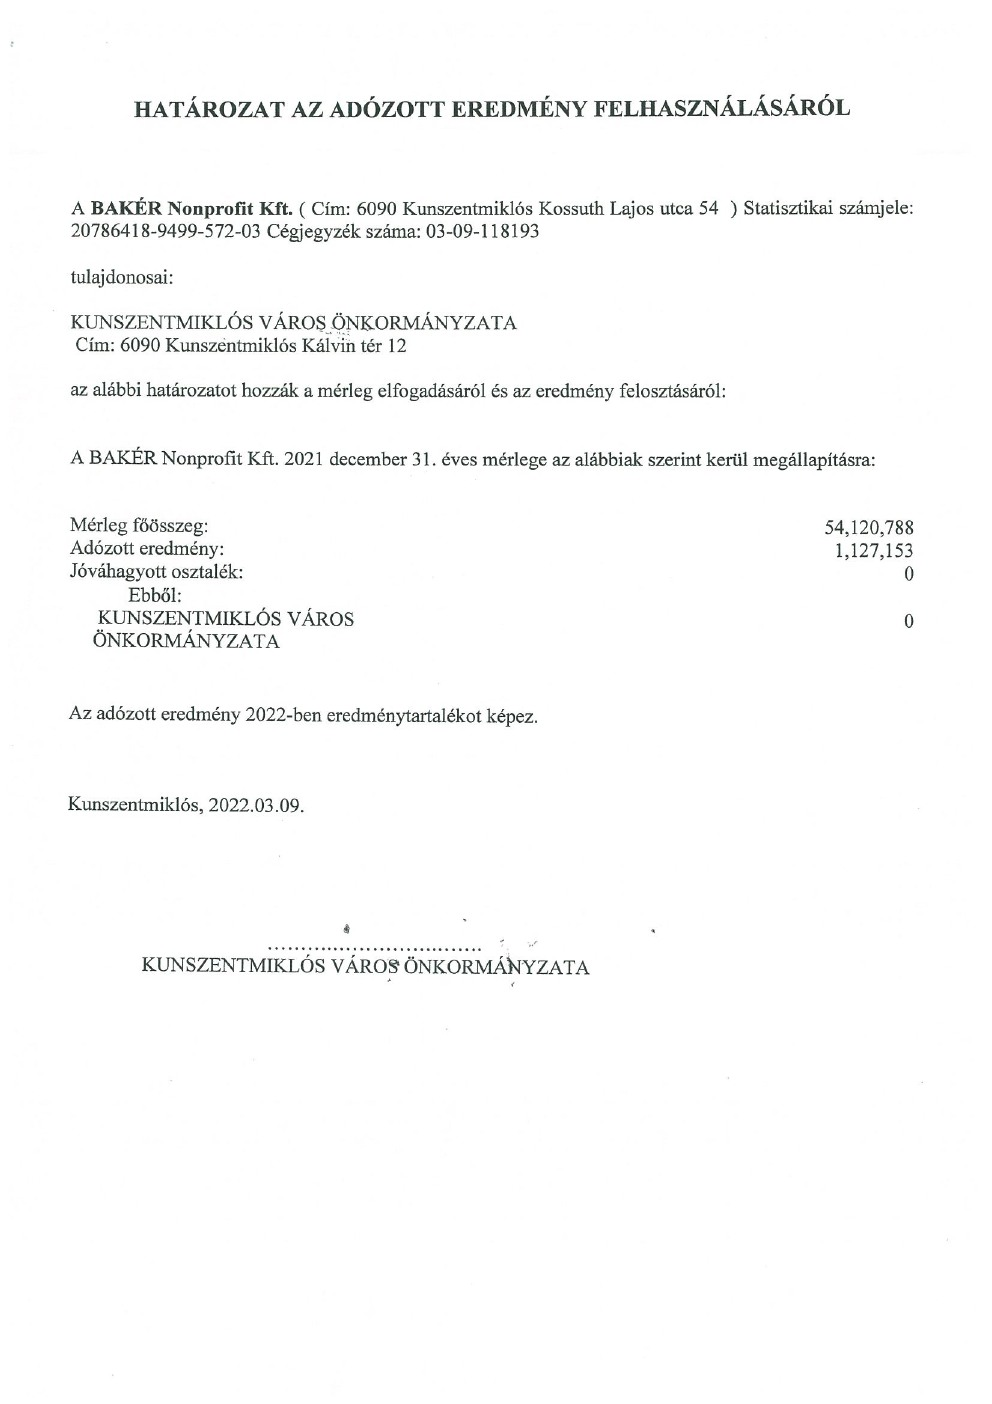 HATÁROZAT AZ ADÓZOTT EREDMÉNY FELHASZNÁLÁSÁRÓL
A BAKÉR Nonprofit Kft. ( Cím: 6090 Kunszentmiklós Kossuth Lajos utca 54 ) Statisztikai számjele:
20786418-9499-572-03 Cégjegyzék száma: 03-09-118193
tulajdonosai:
KUNSZENTMIKLÓS VÁROS ÖNKORMÁNYZATA
Cím: 6090 Kunszentmiklós Kálvin tér 12
az alábbi határozatot hozzák a mérleg elfogadásáról és az eredmény felosztásáról:
A BAKÉR Nonprofit Kft. 2021 december 31. éves mérlege az alábbiak szerint kerül megállapításra:
Mérleg főösszeg: 54,120,788
Adózott eredmény: 1,127,153
Jóváhagyott osztalék: 0
Ebből:
KUNSZENTMIKLÓS VÁROS 0
ÖNKORMÁNYZATA
Az adózott eredmény 2022-ben eredménytartalékot képez.
Kunszentmiklós, 2022.03.09.
................................
KUNSZENTMIKLÓS VÁROS ÖNKORMÁNYZATA